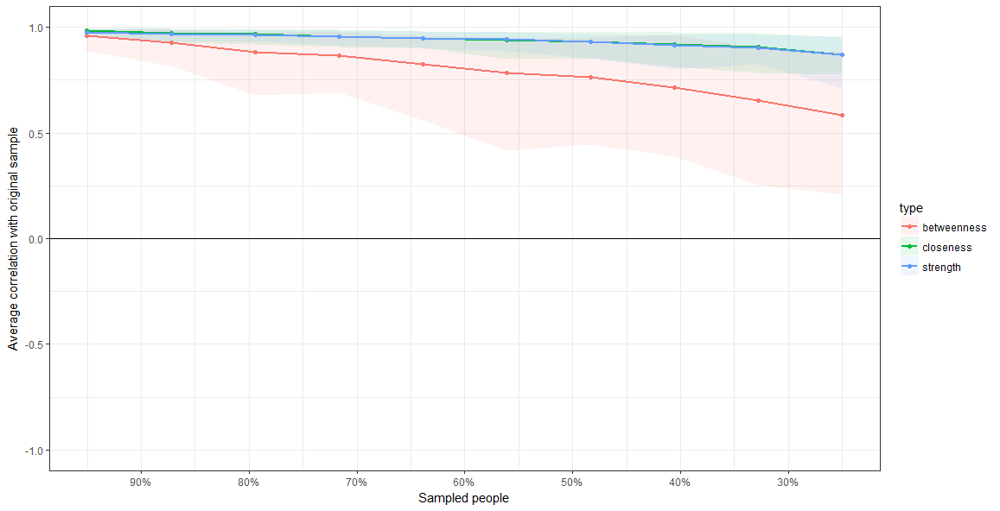 Average correlation with original sample
1.0
0.5
0.0
-0.5
-1.0
90% 80% 70% 60% 50% 40% 30%
Sampled people
type
betweenness
closeness
strength